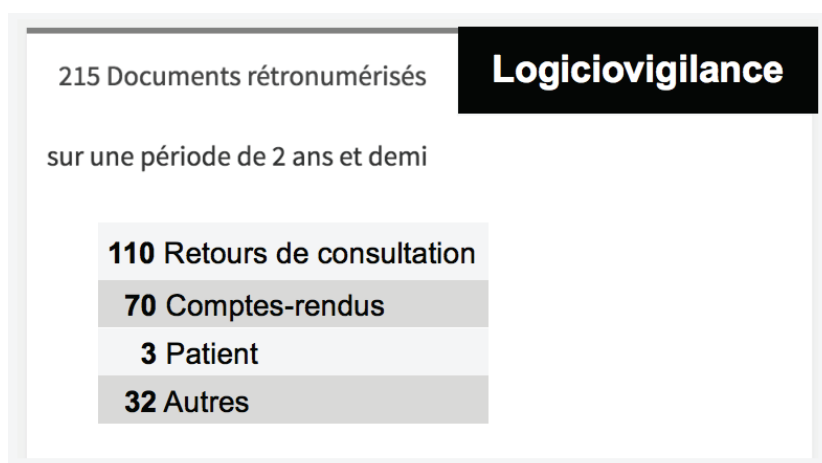 215 Documents rétronumérisés
Logiciovigilance
sur une période de 2 ans et demi
110 Retours de consultation
70 Comptes-rendus
3 Patient
32 Autres